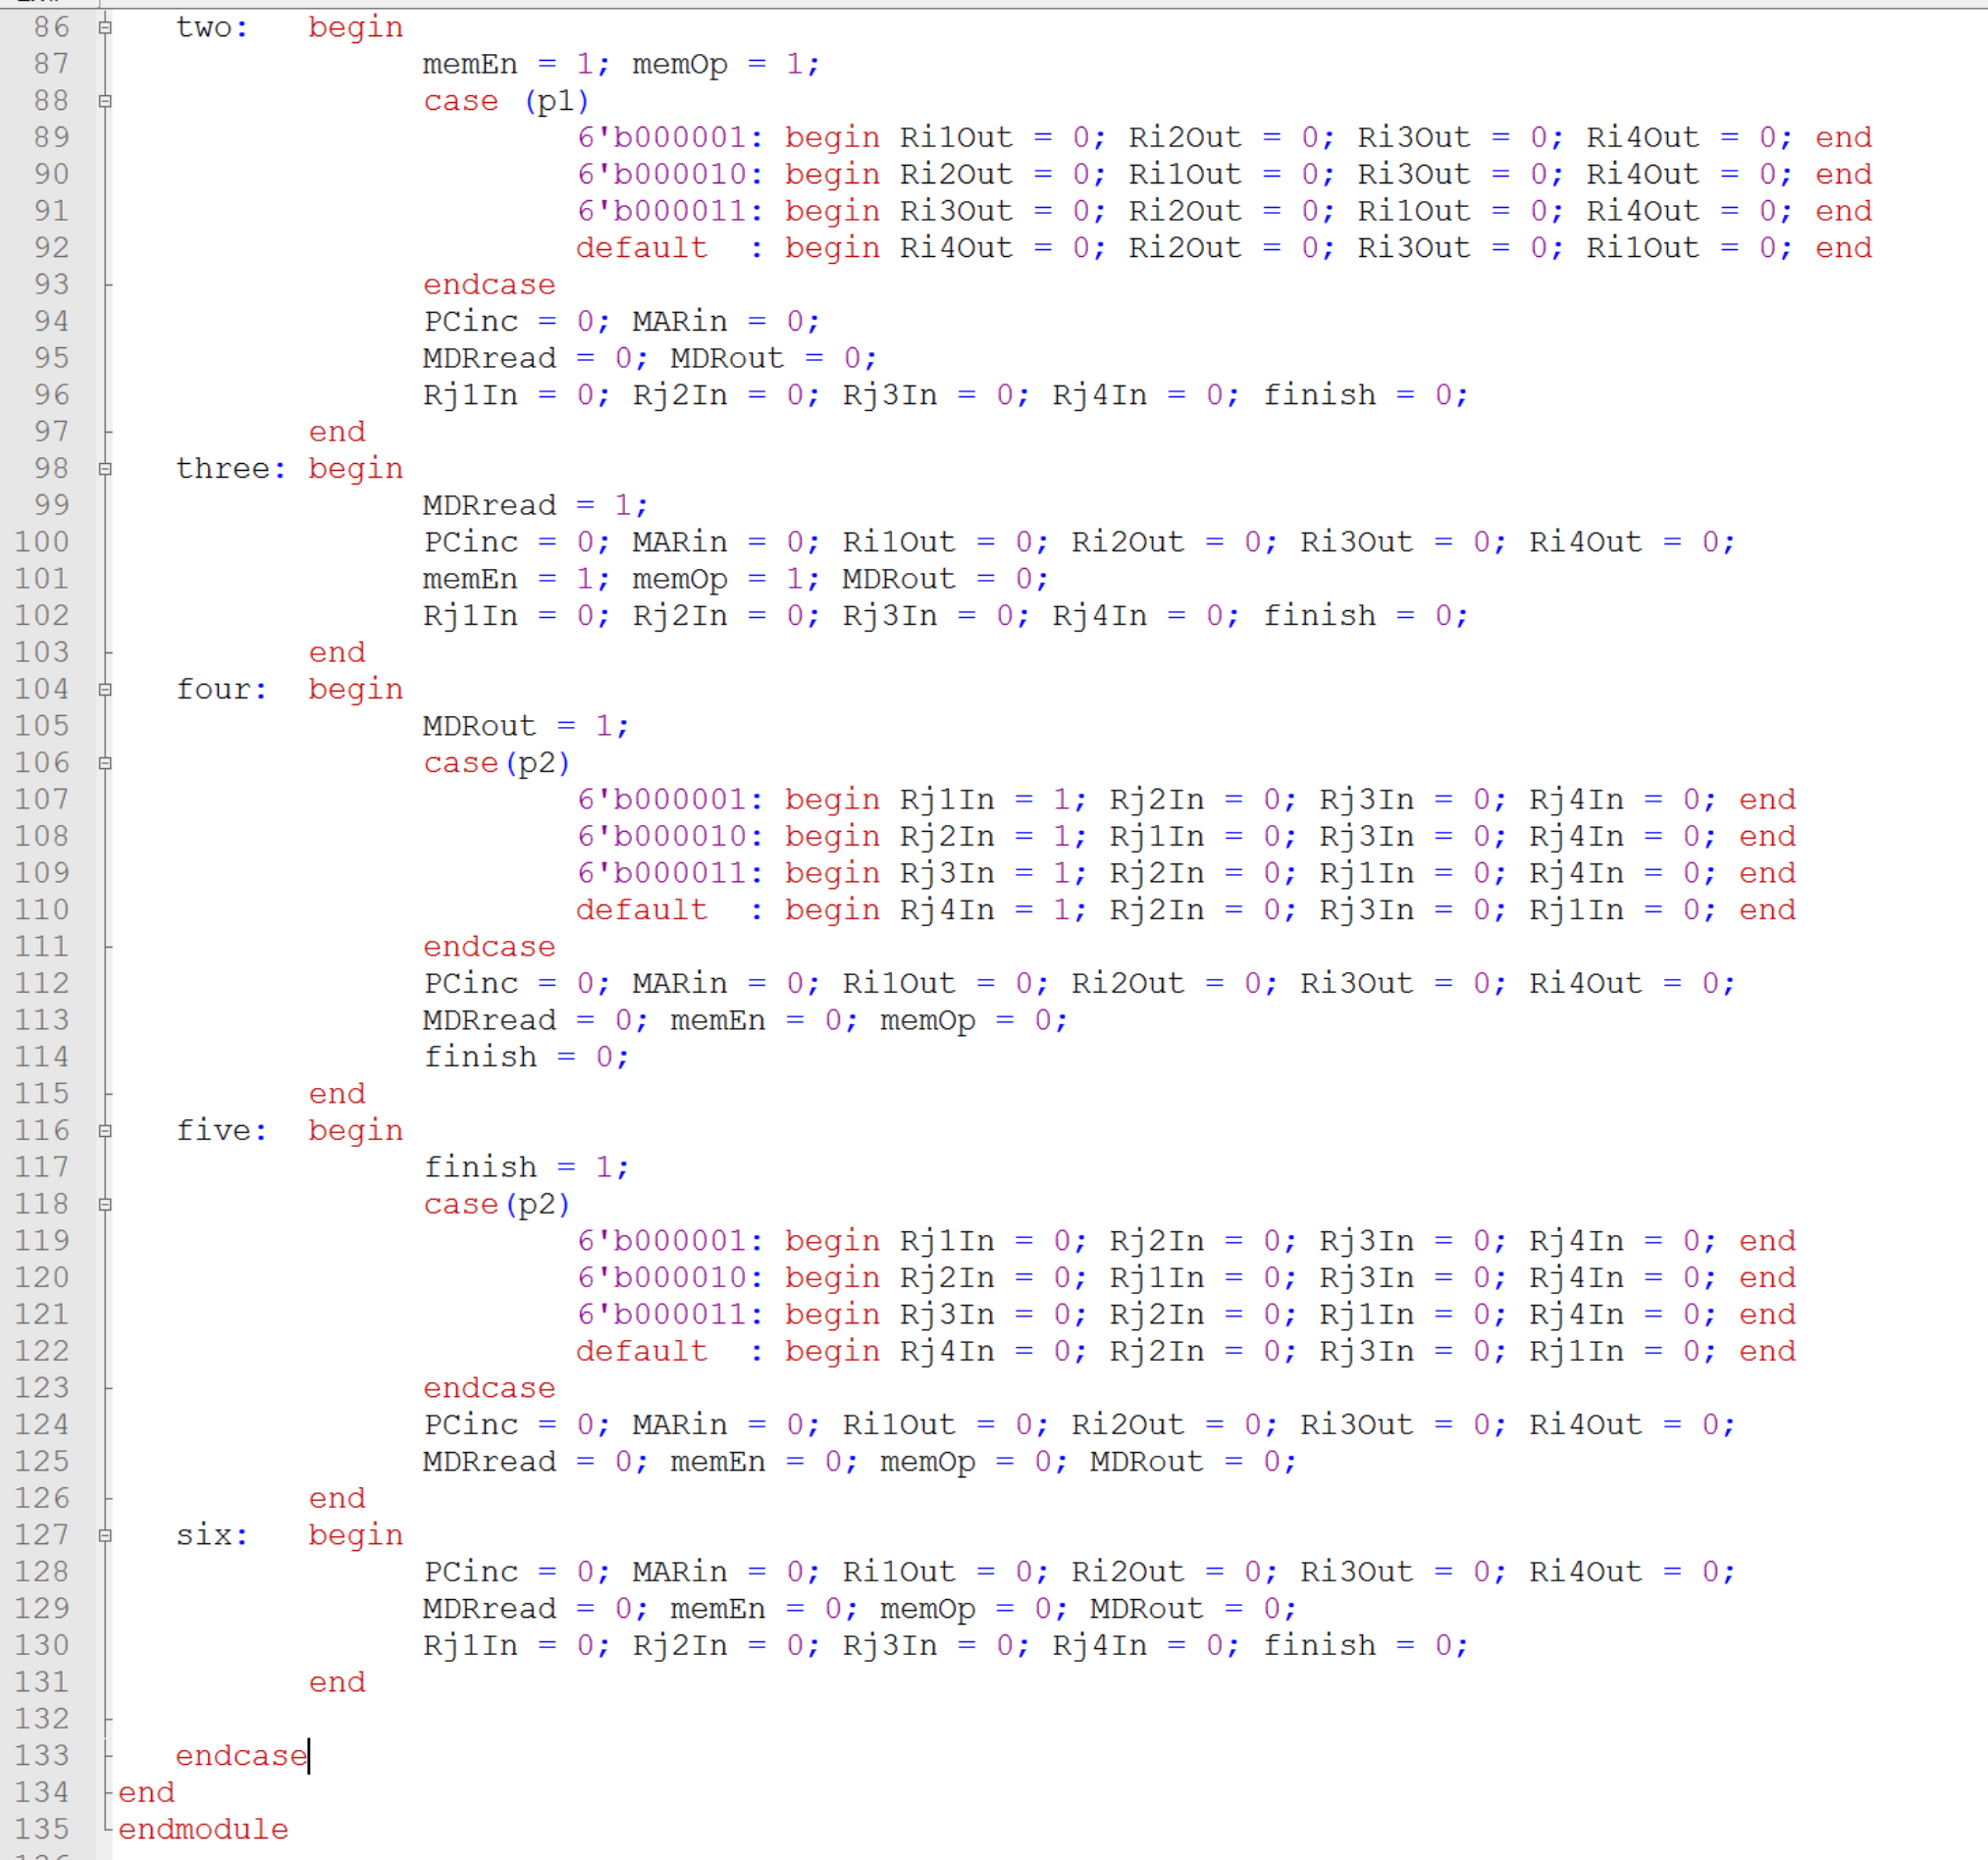 86 two: begin
87 memEn = 1; memOp = 1;
88 case (p1)
89 6'b000001: begin Ri1Out = 0; Ri2Out = 0; Ri3Out = 0; Ri4Out = 0; end
90 6'b000010: begin Ri2Out = 0; Ri1Out = 0; Ri3Out = 0; Ri4Out = 0; end
91 6'b000011: begin Ri3Out = 0; Ri2Out = 0; Ri1Out = 0; Ri4Out = 0; end
92 default : begin Ri4Out = 0; Ri2Out = 0; Ri3Out = 0; Ri1Out = 0; end
93 endcase
94 PCinc = 0; MARin = 0;
95 MDRread = 0; MDRout = 0;
96 Rj1In = 0; Rj2In = 0; Rj3In = 0; Rj4In = 0; finish = 0;
97 end
98 three: begin
99 MDRread = 1;
100 PCinc = 0; MARin = 0; Ri1Out = 0; Ri2Out = 0; Ri3Out = 0; Ri4Out = 0;
101 memEn = 1; memOp = 1; MDRout = 0;
102 Rj1In = 0; Rj2In = 0; Rj3In = 0; Rj4In = 0; finish = 0;
103 end
104 four: begin
105 MDRout = 1;
106 case(p2)
107 6'b000001: begin Rj1In = 1; Rj2In = 0; Rj3In = 0; Rj4In = 0; end
108 6'b000010: begin Rj2In = 1; Rj1In = 0; Rj3In = 0; Rj4In = 0; end
109 6'b000011: begin Rj3In = 1; Rj2In = 0; Rj1In = 0; Rj4In = 0; end
110 default : begin Rj4In = 1; Rj2In = 0; Rj3In = 0; Rj1In = 0; end
111 endcase
112 PCinc = 0; MARin = 0; Ri1Out = 0; Ri2Out = 0; Ri3Out = 0; Ri4Out = 0;
113 MDRread = 0; memEn = 0; memOp = 0;
114 finish = 0;
115 end
116 five: begin
117 finish = 1;
118 case(p2)
119 6'b000001: begin Rj1In = 0; Rj2In = 0; Rj3In = 0; Rj4In = 0; end
120 6'b000010: begin Rj2In = 0; Rj1In = 0; Rj3In = 0; Rj4In = 0; end
121 6'b000011: begin Rj3In = 0; Rj2In = 0; Rj1In = 0; Rj4In = 0; end
122 default : begin Rj4In = 0; Rj2In = 0; Rj3In = 0; Rj1In = 0; end
123 endcase
124 PCinc = 0; MARin = 0; Ri1Out = 0; Ri2Out = 0; Ri3Out = 0; Ri4Out = 0;
125 MDRread = 0; memEn = 0; memOp = 0; MDRout = 0;
126 end
127 six: begin
128 PCinc = 0; MARin = 0; Ri1Out = 0; Ri2Out = 0; Ri3Out = 0; Ri4Out = 0;
129 MDRread = 0; memEn = 0; memOp = 0; MDRout = 0;
130 Rj1In = 0; Rj2In = 0; Rj3In = 0; Rj4In = 0; finish = 0;
131 end
132
133 endcase
134 end
135 endmodule